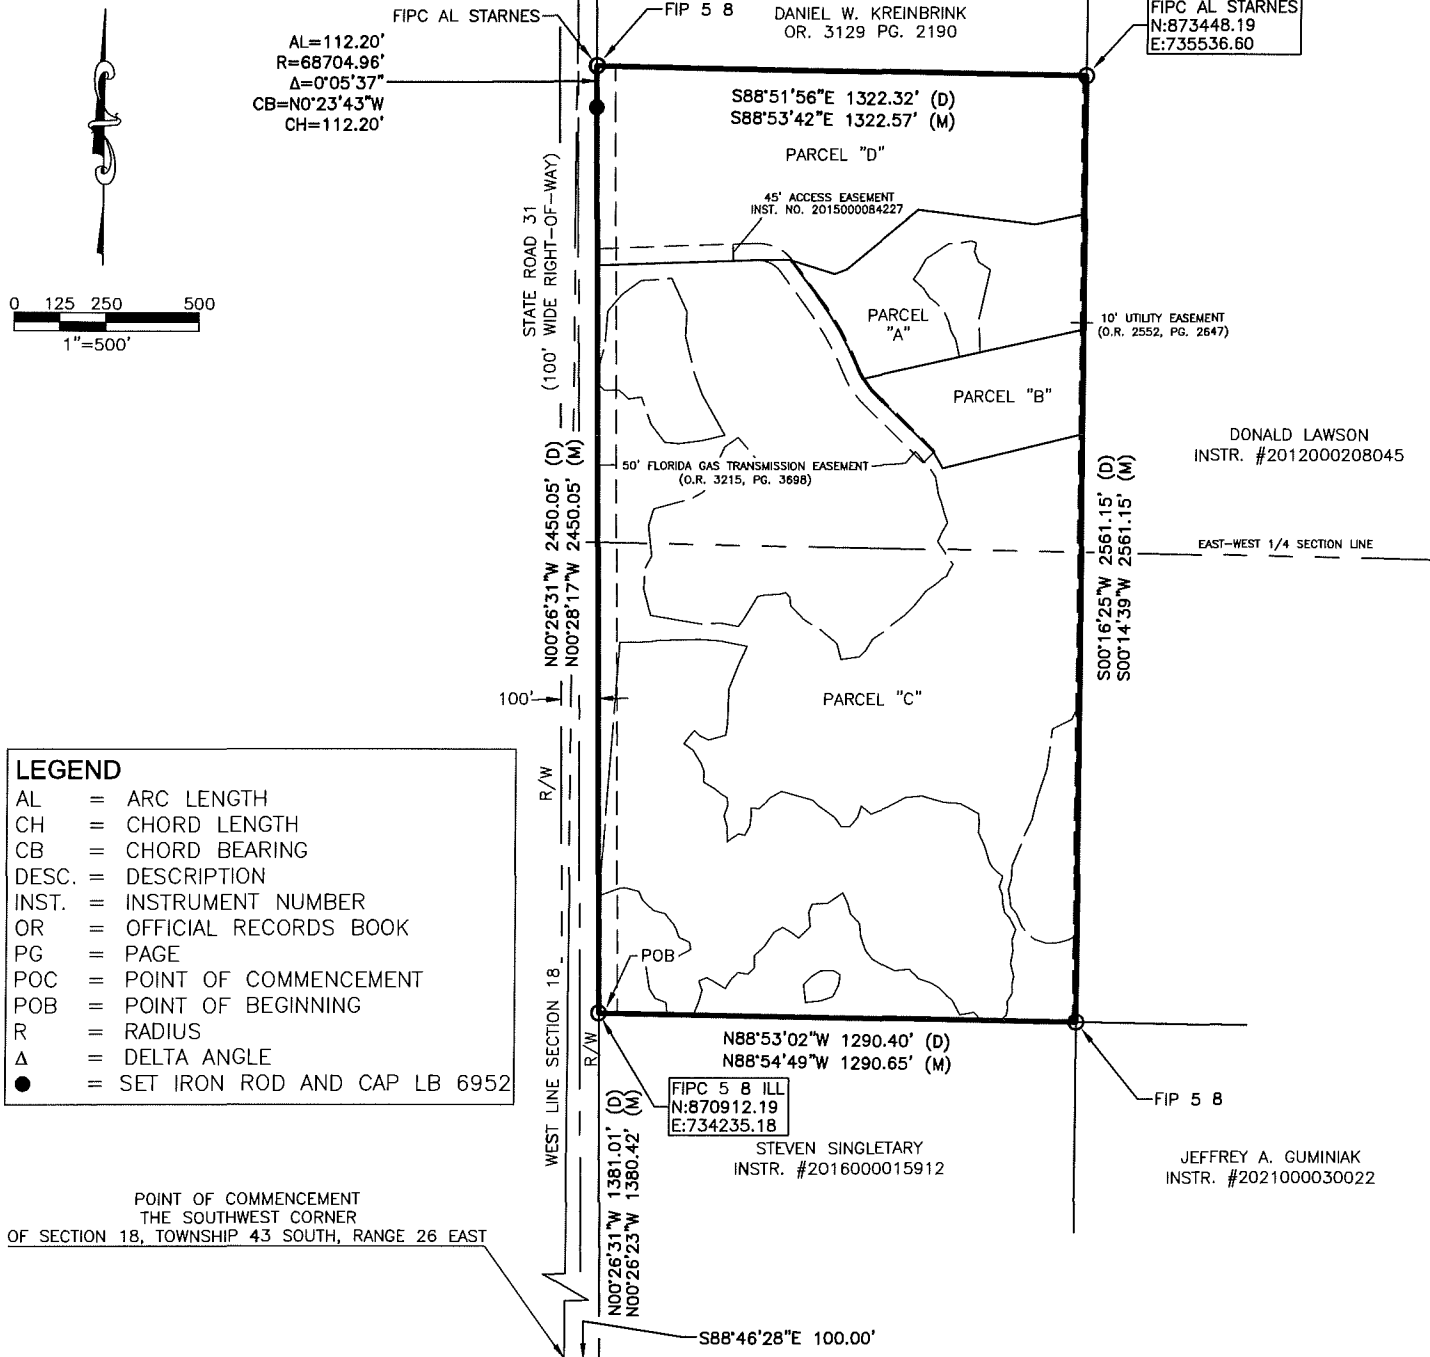 FIPC AL STARNES
FIP 5 8
DANIEL W. KREINBRINK
OR. 3129 PG. 2190
FIPC AL STARNES
N:873448.19
E:735536.60
AL=112.20'
R=68704.96'
Δ=0°05'37"
CB=N0°23'43"W
CH=112.20'
S88°51'56"E 1322.32' (D)
S88°53'42"E 1322.57' (M)
PARCEL "D"
45' ACCESS EASEMENT
INST. NO. 2015000084227
STATE ROAD 31
(100' WIDE RIGHT-OF-WAY)
0 125 250 500
1"=500'
PARCEL
"A"
10' UTILITY EASEMENT
(O.R. 2552, PG. 2647)
PARCEL "B"
DONALD LAWSON
INSTR. #2012000208045
50' FLORIDA GAS TRANSMISSION EASEMENT
(O.R. 3215, PG. 3698)
N00°26'31"W 2450.05' (D)
N00°28'17"W 2450.05' (M)
S00°16'25"W 2561.15' (D)
S00°14'39"W 2561.15' (M)
EAST-WEST 1/4 SECTION LINE
100'
PARCEL "C"
R/W
LEGEND
AL = ARC LENGTH
CH = CHORD LENGTH
CB = CHORD BEARING
DESC. = DESCRIPTION
INST. = INSTRUMENT NUMBER
OR = OFFICIAL RECORDS BOOK
PG = PAGE
POC = POINT OF COMMENCEMENT
POB = POINT OF BEGINNING
R = RADIUS
Δ = DELTA ANGLE
● = SET IRON ROD AND CAP LB 6952
POB
WEST LINE SECTION 18
R/W
N88°53'02"W 1290.40' (D)
N88°54'49"W 1290.65' (M)
FIPC 5 8 ILL
N:870912.19
E:734235.18
FIP 5 8
STEVEN SINGLETARY
INSTR. #2016000015912
JEFFREY A. GUMINIAK
INSTR. #2021000030022
N00°26'31"W 1381.01' (D)
N00°26'23"W 1380.42' (M)
POINT OF COMMENCEMENT
THE SOUTHWEST CORNER
OF SECTION 18, TOWNSHIP 43 SOUTH, RANGE 26 EAST
S88°46'28"E 100.00'